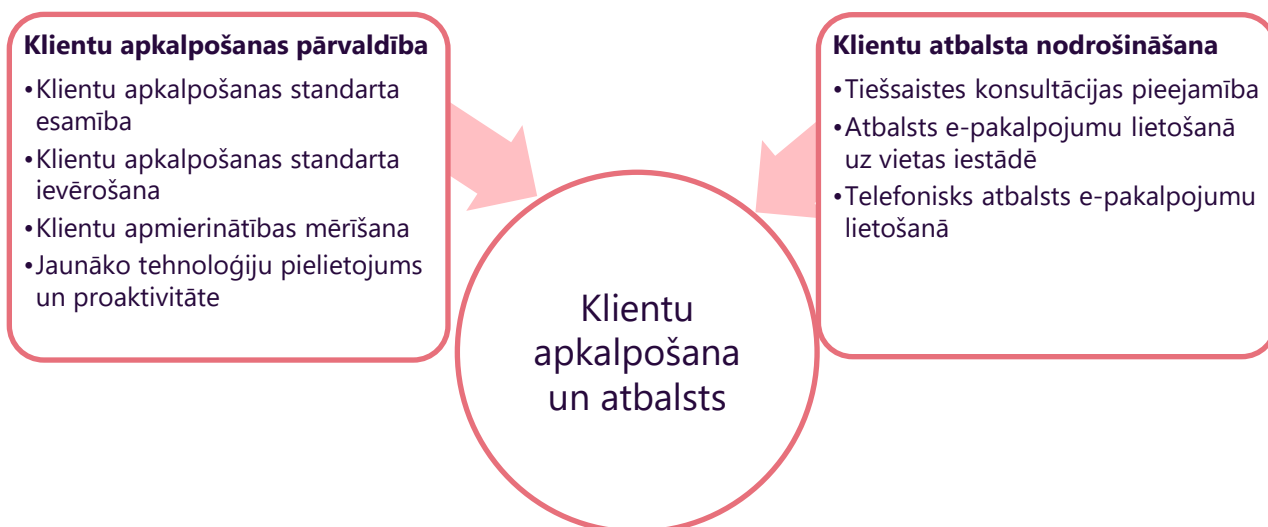 Klientu apkalpošanas pārvaldība
•Klientu apkalpošanas standarta
esamība
•Klientu apkalpošanas standarta
ievērošana
•Klientu apmierinātības mērīšana
•Jaunāko tehnoloģiju pielietojums
un proaktivitāte
Klientu atbalsta nodrošināšana
•Tiešsaistes konsultācijas pieejamība
•Atbalsts e-pakalpojumu lietošanā
uz vietas iestādē
•Telefonisks atbalsts e-pakalpojumu
lietošanā
Klientu
apkalpošana
un atbalsts